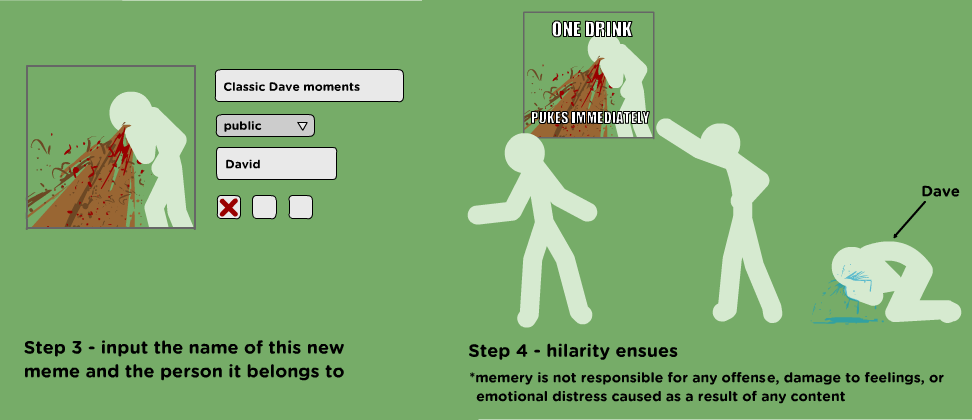 Classic Dave moments
public
David
Step 3 - input the name of this new
meme and the person it belongs to
ONE DRINK
PUKES IMMEDIATELY
Dave
Step 4 - hilarity ensues
*memery is not responsible for any offense, damage to feelings, or
emotional distress caused as a result of any content